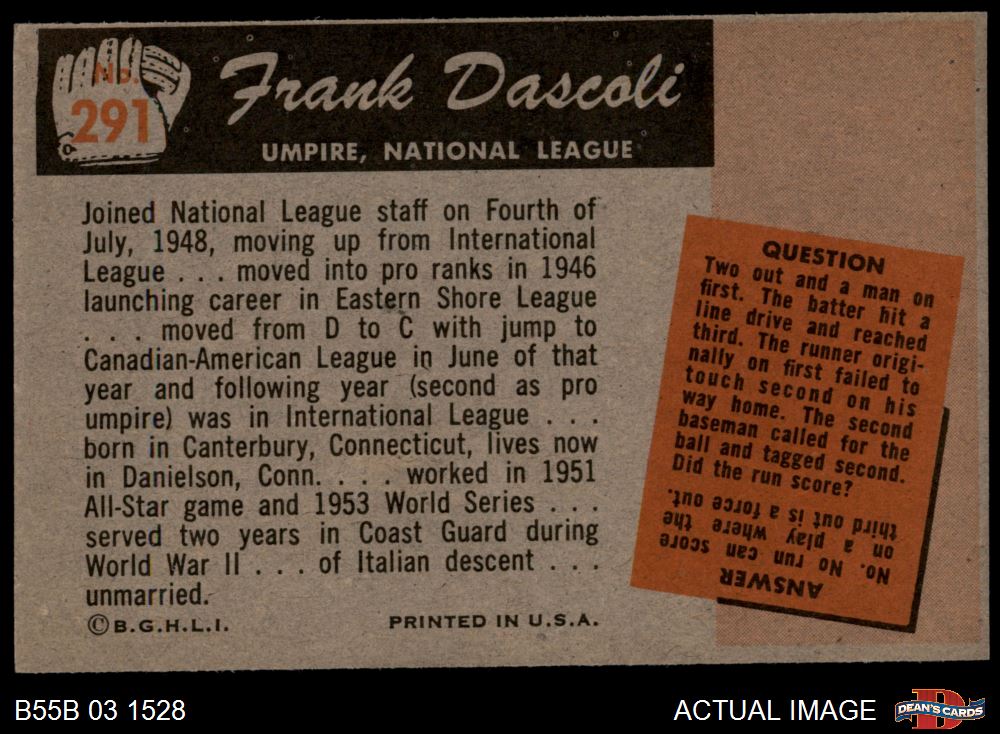 No.
291
Frank Dascoli
UMPIRE, NATIONAL LEAGUE
Joined National League staff on Fourth of
July, 1948, moving up from International
League . . . moved into pro ranks in 1946
launching career in Eastern Shore League
. . . moved from D to C with jump to
Canadian-American League in June of that
year and following year (second as pro
umpire) was in International League . . .
born in Canterbury, Connecticut, lives now
in Danielson, Conn. . . . worked in 1951
All-Star game and 1953 World Series . . .
served two years in Coast Guard during
World War II . . . of Italian descent . . .
unmarried.
©B.G.H.L.I.
PRINTED IN U.S.A.
QUESTION
Two out and a man on
first. The batter hit a
line drive and reached
third. The runner origi-
nally on first failed to
touch second on his
way home. The second
baseman called for the
ball and tagged second.
Did the run score?
ANSWER
No. No run can score
on a play where the
third out is a force out.
B55B 03 1528
ACTUAL IMAGE
D
DEAN'S CARDS